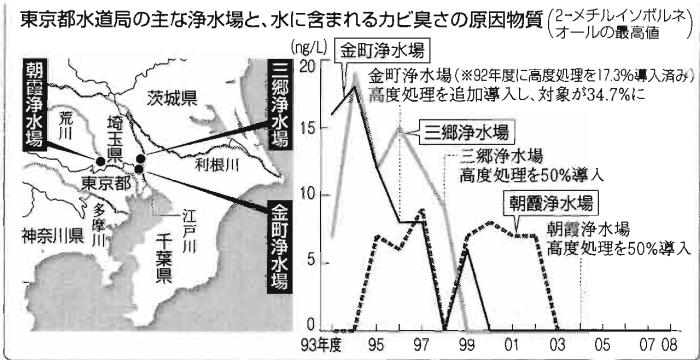 東京都水道局の主な浄水場と、水に含まれるカビ臭さの原因物質(2-メチルイソボルネオールの最高値)
朝霞浄水場
三郷浄水場
金町浄水場
茨城県
荒川
埼玉県
利根川
東京都
多摩川
江戸川
神奈川県
千葉県
(ng/L)
20
15
10
5
0
金町浄水場
金町浄水場(※92年度に高度処理を17.3%導入済み)
高度処理を追加導入し、対象が34.7%に
三郷浄水場
三郷浄水場
高度処理を50%導入
朝霞浄水場
朝霞浄水場
高度処理を50%導入
93年度
95
97
99
01
03
05
07 08